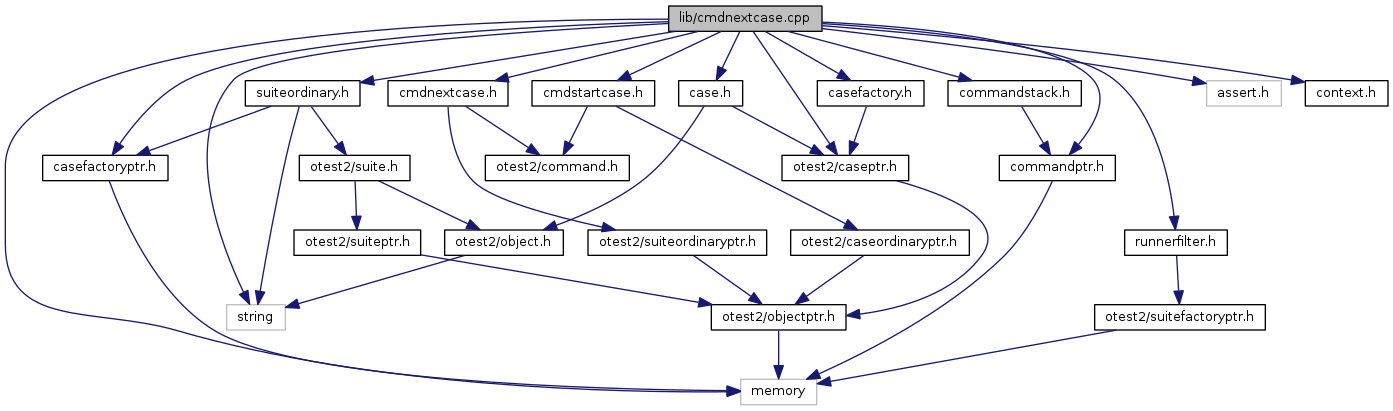 lib/cmdnextcase.cpp
suiteordinary.h
cmdnextcase.h
cmdstartcase.h
case.h
casefactory.h
commandstack.h
assert.h
context.h
casefactoryptr.h
otest2/suite.h
otest2/command.h
otest2/caseptr.h
commandptr.h
otest2/suiteptr.h
otest2/object.h
otest2/suiteordinaryptr.h
otest2/caseordinaryptr.h
runnerfilter.h
string
otest2/objectptr.h
otest2/suitefactoryptr.h
memory